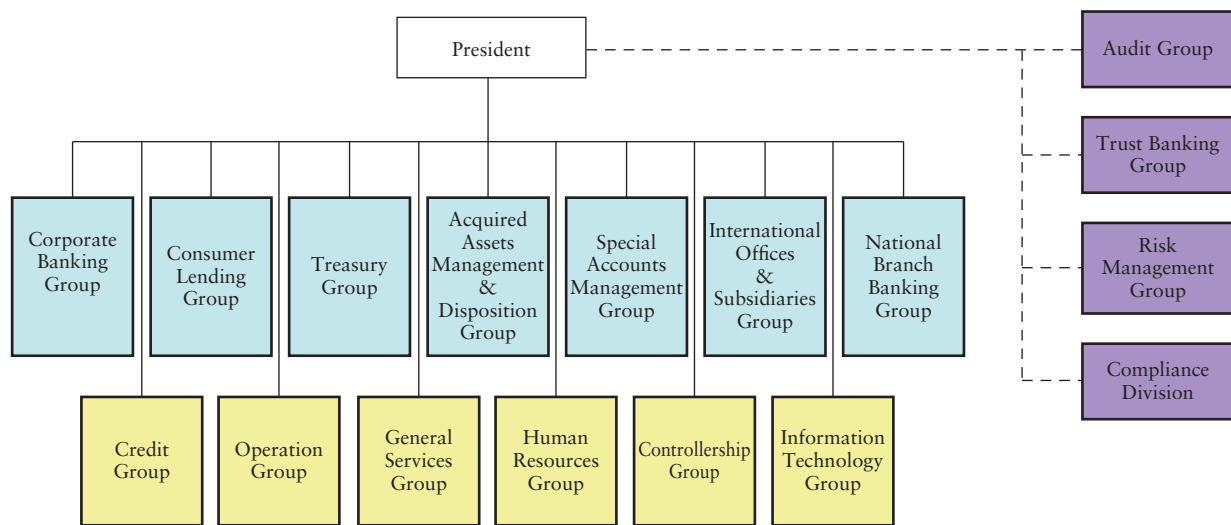 President
Audit Group
Trust Banking
Group
Risk
Management
Group
Compliance
Division
Corporate
Banking
Group
Consumer
Lending
Group
Treasury
Group
Acquired
Assets
Management
&
Disposition
Group
Special
Accounts
Management
Group
International
Offices
&
Subsidiaries
Group
National
Branch
Banking
Group
Credit
Group
Operation
Group
General
Services
Group
Human
Resources
Group
Controllership
Group
Information
Technology
Group